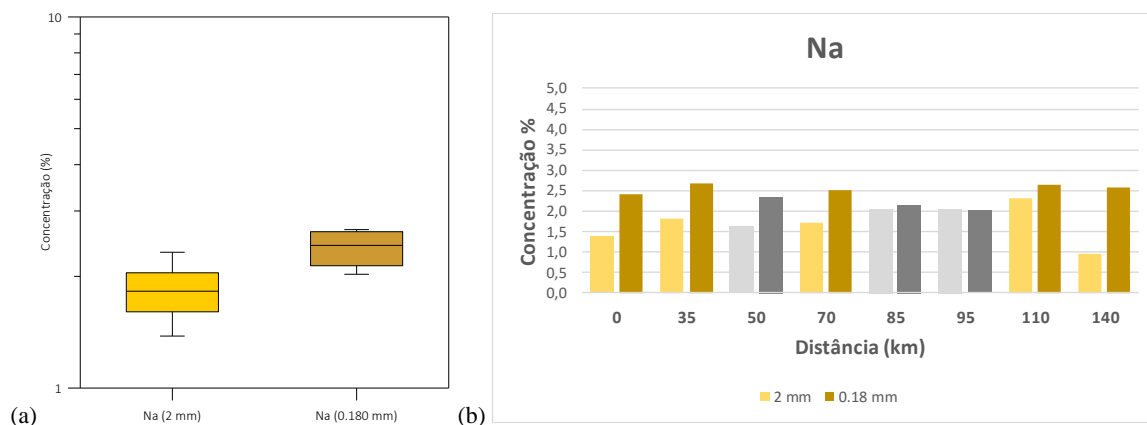 10
Concentração (%)
1
Na (2 mm)
Na (0.180 mm)
(a)
Na
Concentração %
5,0
4,5
4,0
3,5
3,0
2,5
2,0
1,5
1,0
0,5
0,0
0 35 50 70 85 95 110 140
Distância (km)
2 mm 0.18 mm
(b)